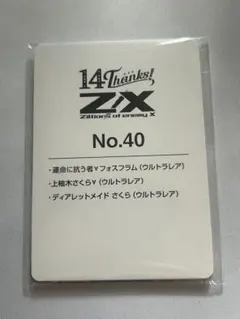 14 Thanks!
Z/X
Zillions of enemy X
No.40
・運命に抗う者∀フォスフラム（ウルトラレア）
・上柚木さくら∀（ウルトラレア）
・ディアレットメイド さくら（ウルトラレア）